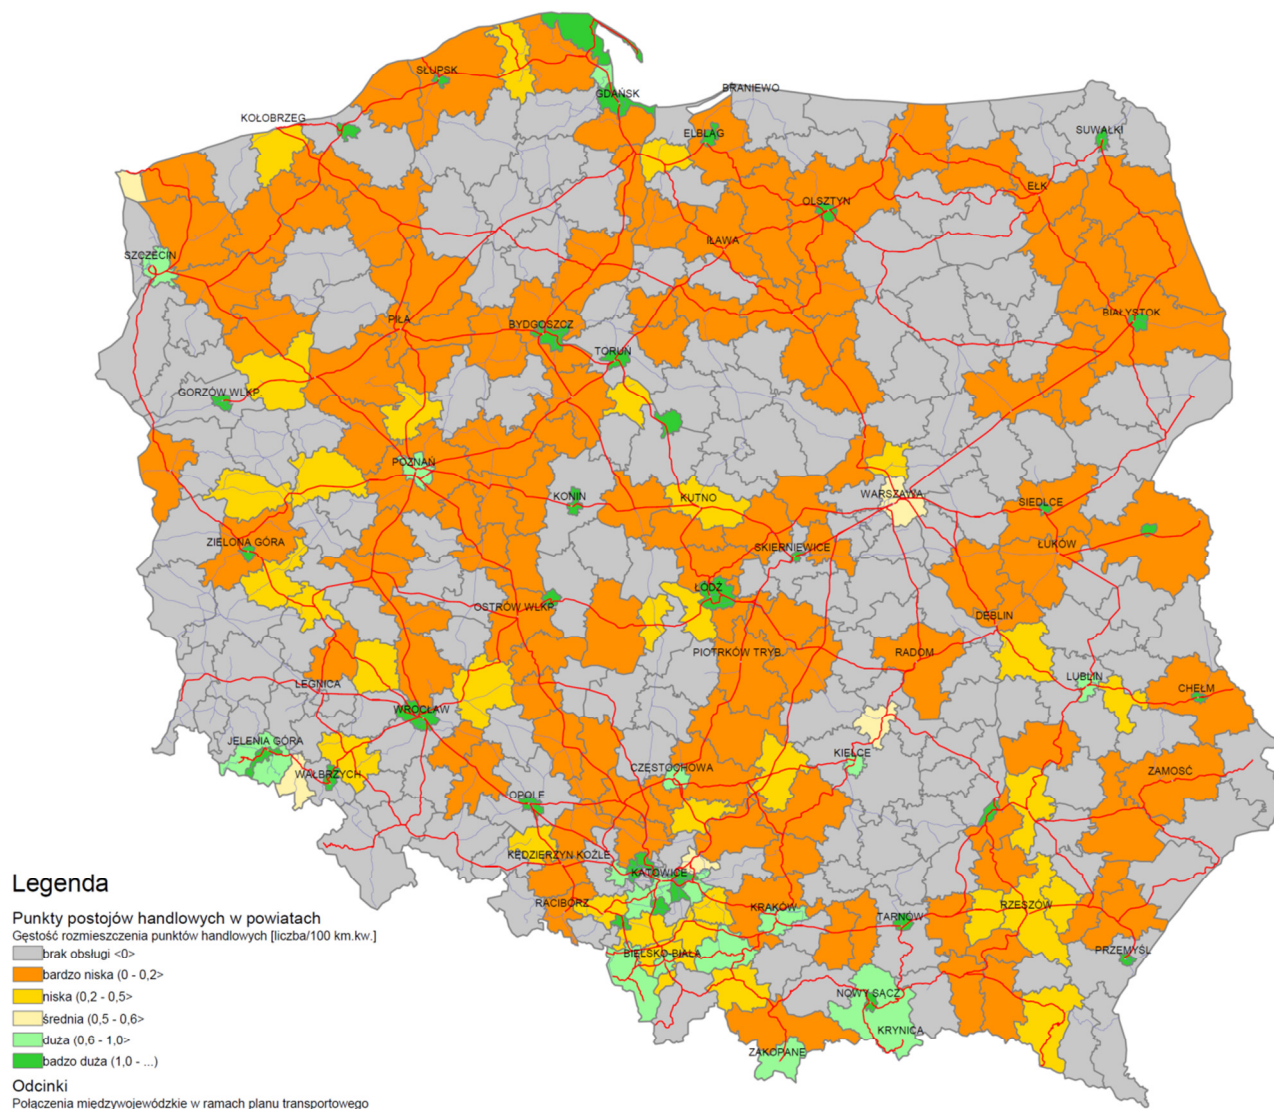 SŁUPSK
GDAŃSK
BRANIEWO
KOŁOBRZEG
ELBLĄG
SUWAŁKI
EŁK
OLSZTYN
IŁAWA
SZCZECIN
PIŁA
BYDGOSZCZ
BIAŁYSTOK
TORUŃ
GORZÓW WLKP
POZNAŃ
KONIN
KUTNO
WARSZAWA
SIEDLCE
ZIELONA GÓRA
SKIERNIEWICE
ŁUKÓW
ŁÓDŹ
OSTRÓW WLKP.
DĘBLIN
PIOTRKÓW TRYB.
RADOM
LEGNICA
LUBLIN
CHEŁM
WROCŁAW
JELENIA GÓRA
KIELCE
WAŁBRZYCH
CZĘSTOCHOWA
ZAMOŚĆ
OPOLE
KĘDZIERZYN KOŹLE
KATOWICE
RACIBÓRZ
KRAKÓW
TARNÓW
RZESZÓW
BIELSKO-BIAŁA
PRZEMYŚL
NOWY SĄCZ
KRYNICA
ZAKOPANE
Legenda
Punkty postojów handlowych w powiatach
Gęstość rozmieszczenia punktów handlowych [liczba/100 km.kw.]
brak obsługi <0>
bardzo niska (0 - 0,2>
niska (0,2 - 0,5>
średnia (0,5 - 0,6>
duża (0,6 - 1,0>
badzo duża (1,0 - ...)
Odcinki
Połączenia międzywojewódzkie w ramach planu transportowego